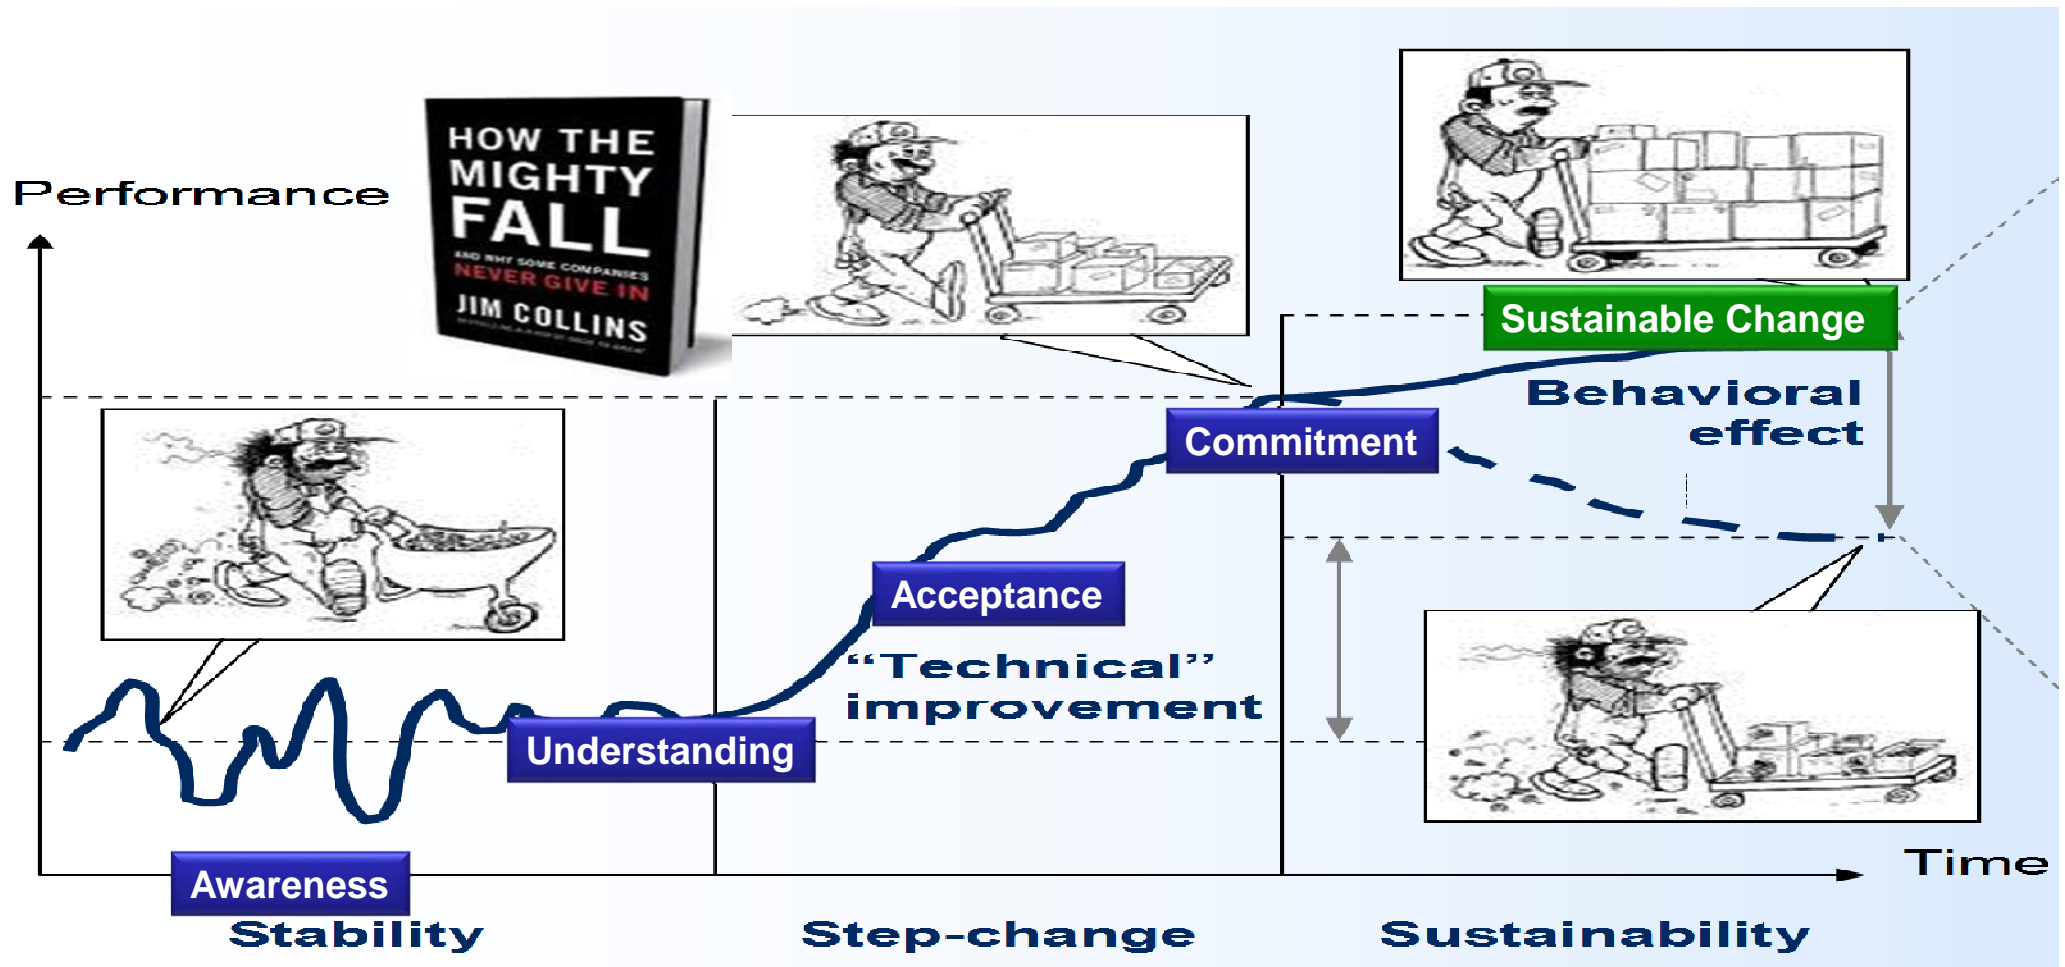 Performance
HOW THE
MIGHTY
FALL
AND WHY SOME COMPANIES
NEVER GIVE IN
JIM COLLINS
Sustainable Change
Behavioral
effect
Commitment
Acceptance
“Technical”
improvement
Understanding
Awareness
Time
Stability
Step-change
Sustainability